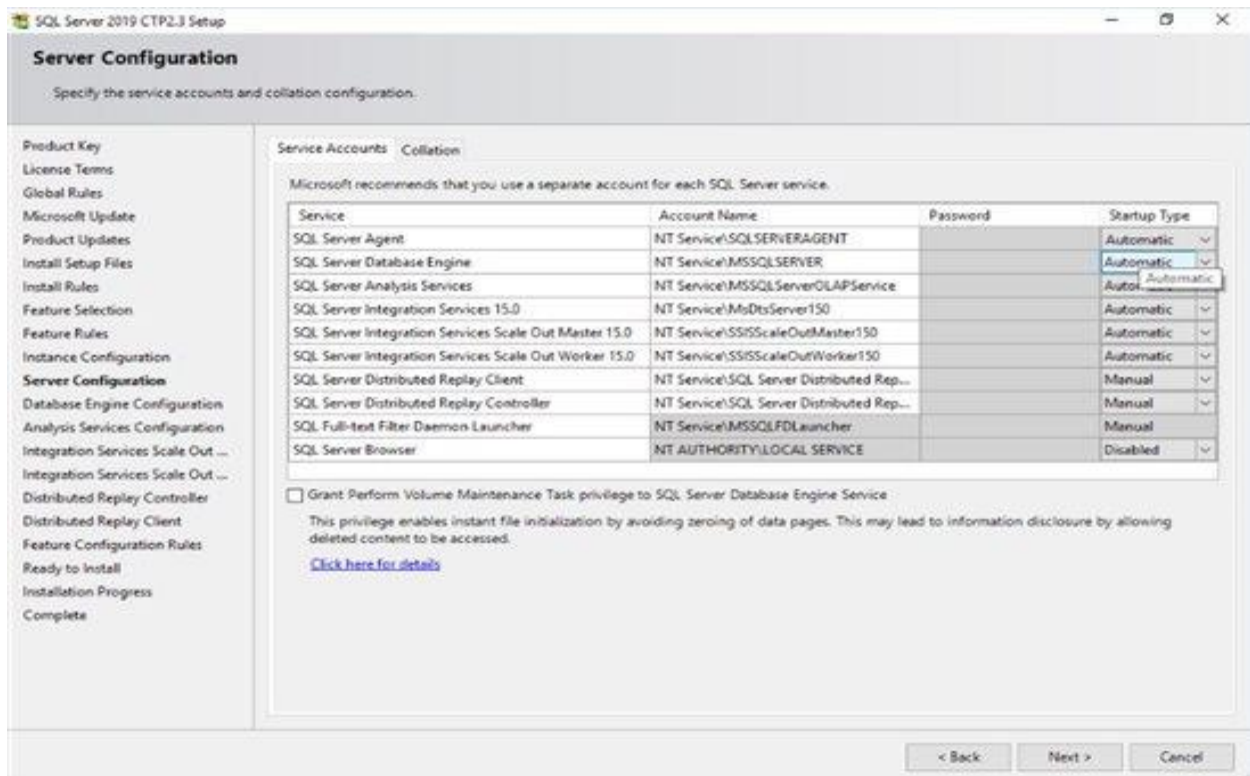 SQL Server 2019 CTP2.3 Setup
Server Configuration
Specify the service accounts and collation configuration.
Product Key
License Terms
Global Rules
Microsoft Update
Product Updates
Install Setup Files
Install Rules
Feature Selection
Feature Rules
Instance Configuration
Server Configuration
Database Engine Configuration
Analysis Services Configuration
Integration Services Scale Out ...
Integration Services Scale Out ...
Distributed Replay Controller
Distributed Replay Client
Feature Configuration Rules
Ready to Install
Installation Progress
Complete
Service Accounts Collation
Microsoft recommends that you use a separate account for each SQL Server service.
Service Account Name Password Startup Type
SQL Server Agent NT Service\SQLSERVERAGENT Automatic
SQL Server Database Engine NT Service\MSSQLSERVER Automatic
Automatic
SQL Server Analysis Services NT Service\MSSQLServerOLAPService
SQL Server Integration Services 15.0 NT Service\MsDtsServer150 Automatic
SQL Server Integration Services Scale Out Master 15.0 NT Service\SSISScaleOutMaster150 Automatic
SQL Server Integration Services Scale Out Worker 15.0 NT Service\SSISScaleOutWorker150 Automatic
SQL Server Distributed Replay Client NT Service\SQL Server Distributed Rep... Manual
SQL Server Distributed Replay Controller NT Service\SQL Server Distributed Rep... Manual
SQL Full-text Filter Daemon Launcher NT Service\MSSQLFDLauncher Manual
SQL Server Browser NT AUTHORITY\LOCAL SERVICE Disabled
Grant Perform Volume Maintenance Task privilege to SQL Server Database Engine Service
This privilege enables instant file initialization by avoiding zeroing of data pages. This may lead to information disclosure by allowing
deleted content to be accessed.
Click here for details
< Back Next > Cancel